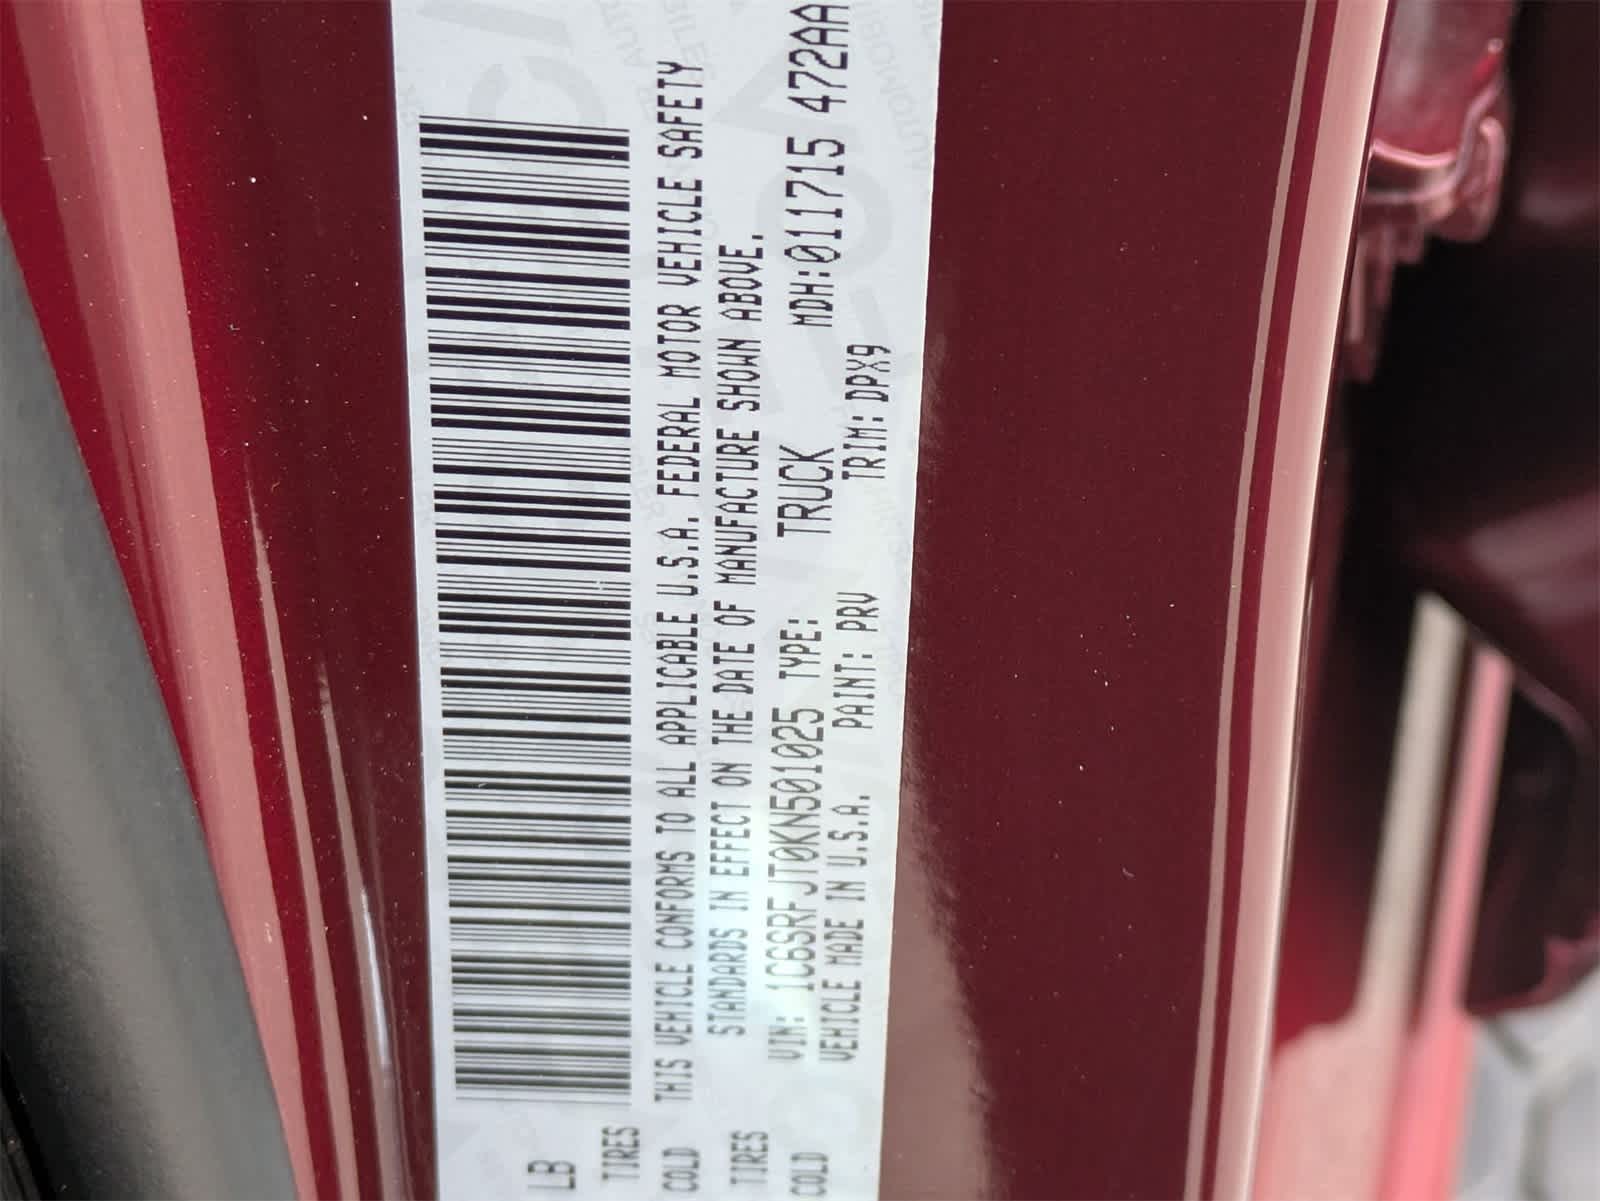 LB
TIRES
COLD
THIS VEHICLE CONFORMS TO ALL APPLICABLE U.S.A. FEDERAL MOTOR VEHICLE SAFETY
STANDARDS IN EFFECT ON THE DATE OF MANUFACTURE SHOWN ABOVE.
TIRES
COLD
VIN: 1C6SRFJT0KN501025 TYPE: TRUCK MDH:011715 472AA
VEHICLE MADE IN U.S.A. PAINT: PRV TRIM: DPX9